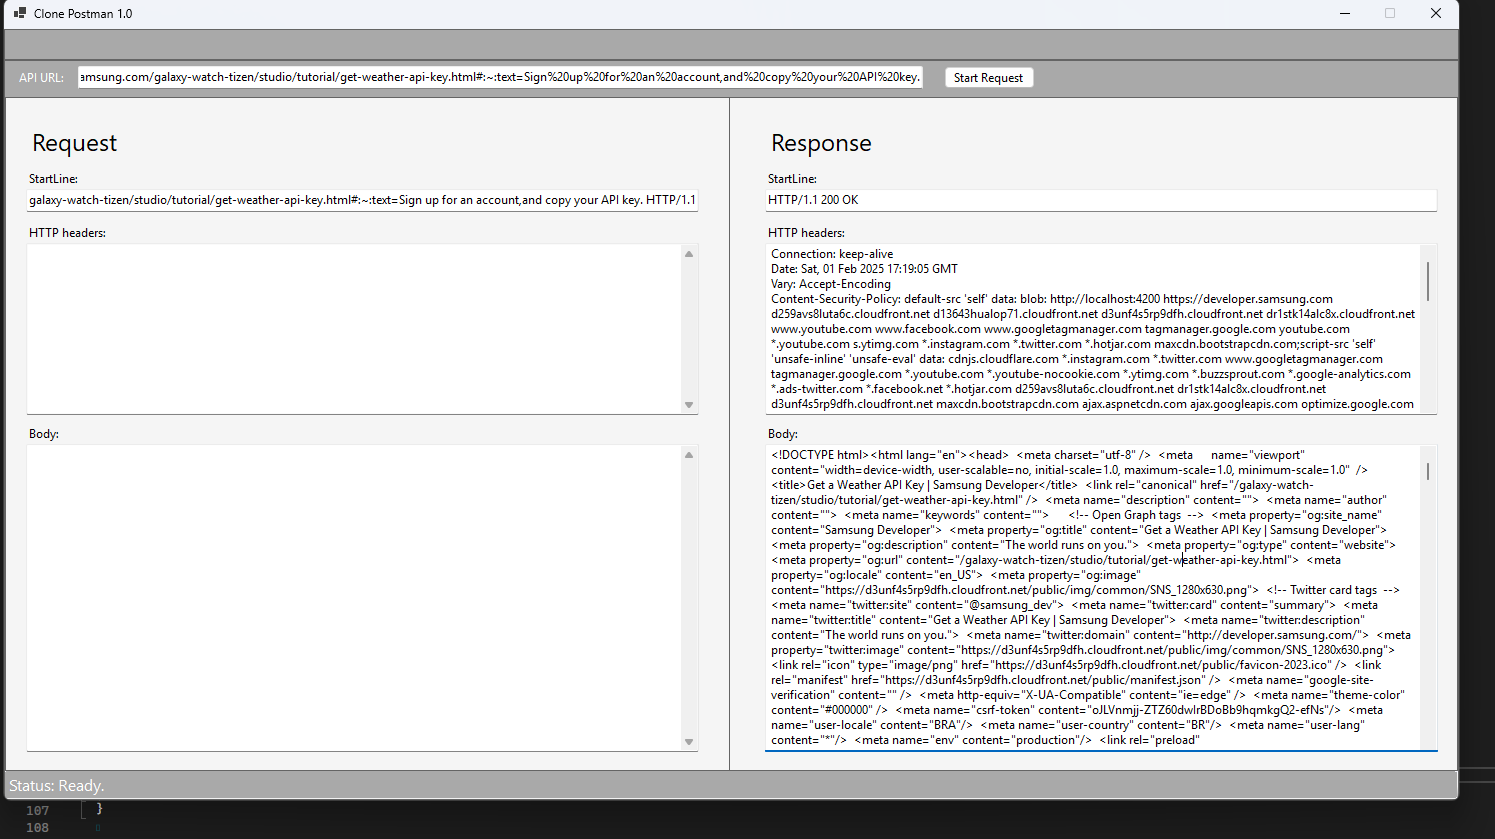 Clone Postman 1.0
API URL:
amsung.com/galaxy-watch-tizen/studio/tutorial/get-weather-api-key.html#:~:text=Sign%20up%20for%20an%20account,and%20copy%20your%20API%20key.
Start Request
Request
StartLine:
galaxy-watch-tizen/studio/tutorial/get-weather-api-key.html#:~:text=Sign up for an account,and copy your API key. HTTP/1.1
HTTP headers:
Body:
Response
StartLine:
HTTP/1.1 200 OK
HTTP headers:
Connection: keep-alive
Date: Sat, 01 Feb 2025 17:19:05 GMT
Vary: Accept-Encoding
Content-Security-Policy: default-src 'self' data: blob: http://localhost:4200 https://developer.samsung.com
d259avs8luta6c.cloudfront.net d13643hualop71.cloudfront.net d3unf4s5rp9dfh.cloudfront.net dr1stk14alc8x.cloudfront.net
www.youtube.com www.facebook.com www.googletagmanager.com tagmanager.google.com youtube.com
*.youtube.com s.ytimg.com *.instagram.com *.twitter.com *.hotjar.com maxcdn.bootstrapcdn.com;script-src 'self'
'unsafe-inline' 'unsafe-eval' data: cdnjs.cloudflare.com *.instagram.com *.twitter.com www.googletagmanager.com
tagmanager.google.com *.youtube.com *.youtube-nocookie.com *.ytimg.com *.buzzsprout.com *.google-analytics.com
*.ads-twitter.com *.facebook.net *.hotjar.com d259avs8luta6c.cloudfront.net dr1stk14alc8x.cloudfront.net
d3unf4s5rp9dfh.cloudfront.net maxcdn.bootstrapcdn.com ajax.aspnetcdn.com ajax.googleapis.com optimize.google.com
Body:
<!DOCTYPE html><html lang="en"><head> <meta charset="utf-8" /> <meta name="viewport"
content="width=device-width, user-scalable=no, initial-scale=1.0, maximum-scale=1.0, minimum-scale=1.0" />
<title>Get a Weather API Key | Samsung Developer</title> <link rel="canonical" href="/galaxy-watch-
tizen/studio/tutorial/get-weather-api-key.html" /> <meta name="description" content=""> <meta name="author"
content=""> <meta name="keywords" content=""> <!-- Open Graph tags --> <meta property="og:site_name"
content="Samsung Developer"> <meta property="og:title" content="Get a Weather API Key | Samsung Developer">
<meta property="og:description" content="The world runs on you."> <meta property="og:type" content="website">
<meta property="og:url" content="/galaxy-watch-tizen/studio/tutorial/get-weather-api-key.html"> <meta
property="og:locale" content="en_US"> <meta property="og:image"
content="https://d3unf4s5rp9dfh.cloudfront.net/public/img/common/SNS_1280x630.png"> <!-- Twitter card tags -->
<meta name="twitter:site" content="@samsung_dev"> <meta name="twitter:card" content="summary"> <meta
name="twitter:title" content="Get a Weather API Key | Samsung Developer"> <meta name="twitter:description"
content="The world runs on you."> <meta name="twitter:domain" content="http://developer.samsung.com/"> <meta
property="twitter:image" content="https://d3unf4s5rp9dfh.cloudfront.net/public/img/common/SNS_1280x630.png">
<link rel="icon" type="image/png" href="https://d3unf4s5rp9dfh.cloudfront.net/public/favicon-2023.ico" /> <link
rel="manifest" href="https://d3unf4s5rp9dfh.cloudfront.net/public/manifest.json" /> <meta name="google-site-
verification" content="" /> <meta http-equiv="X-UA-Compatible" content="ie=edge" /> <meta name="theme-color"
content="#000000" /> <meta name="csrf-token" content="oJLVnmjj-ZTZ60dwIrBDoBb9hqmkgQ2-efNs"/> <meta
name="user-locale" content="BRA"/> <meta name="user-country" content="BR"/> <meta name="user-lang"
content="*"/> <meta name="env" content="production"/> <link rel="preload"
Status: Ready.
107 }
108